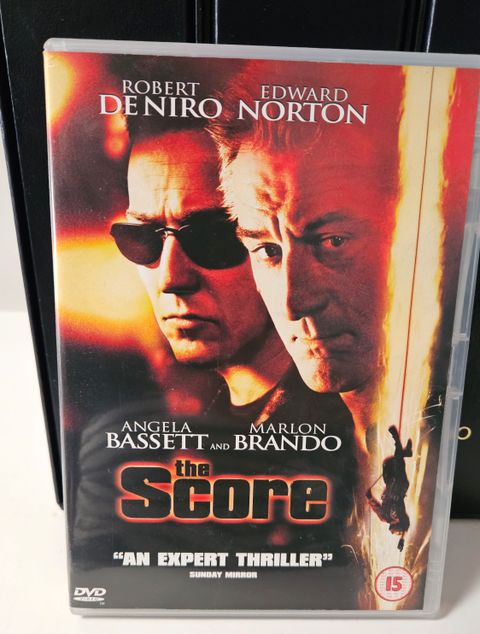 ROBERT EDWARD
DE NIRO NORTON
ANGELA MARLON
BASSETT AND BRANDO
the
Score
"AN EXPERT THRILLER"
SUNDAY MIRROR
DVD
VIDEO
15
O